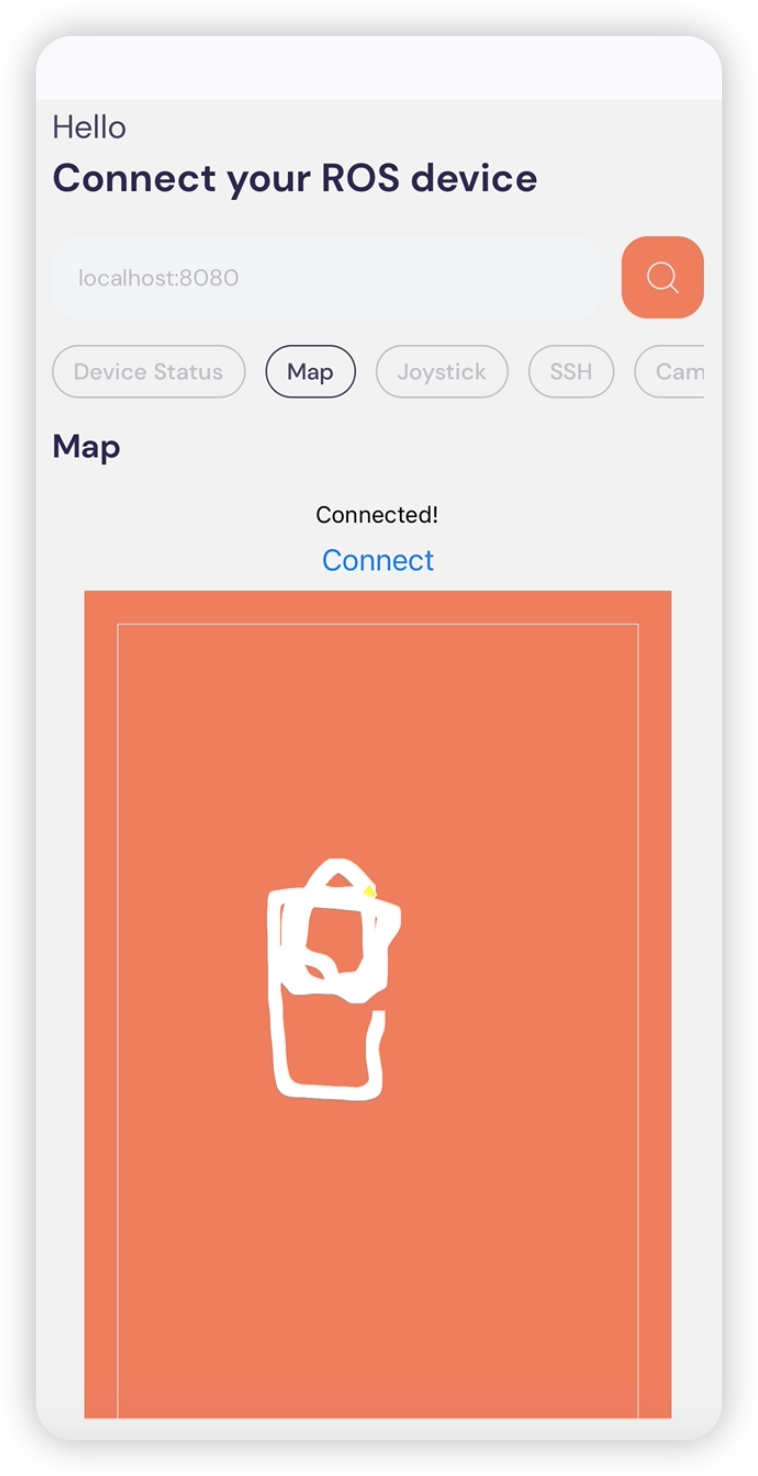 Hello
Connect your ROS device
localhost:8080
Device Status Map Joystick SSH Cam
Map
Connected!
Connect